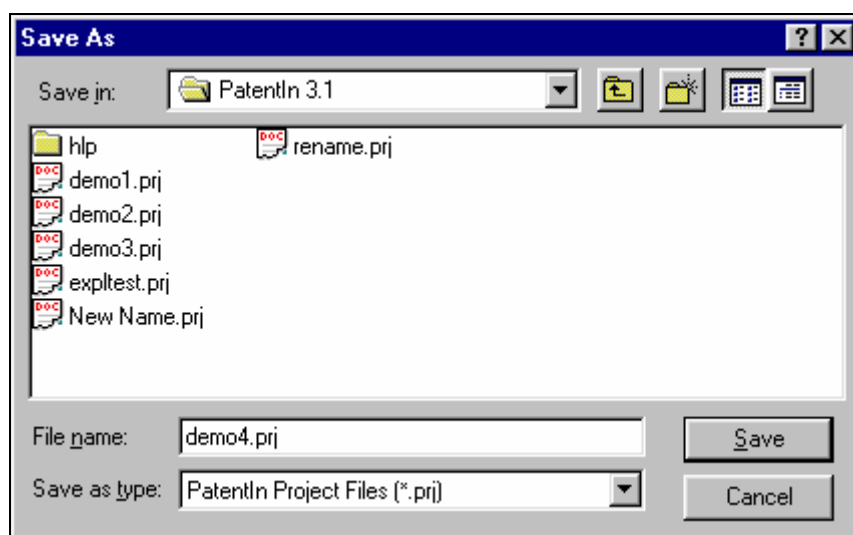 Save As
Save in: PatentIn 3.1
hlp
demo1.prj
demo2.prj
demo3.prj
expltest.prj
New Name.prj
rename.prj
File name: demo4.prj
Save
Save as type: PatentIn Project Files (*.prj)
Cancel